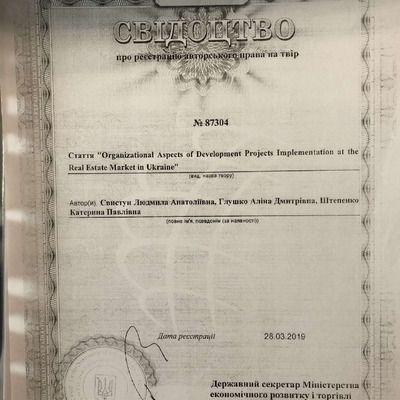 СВІДОЦТВО
про реєстрацію авторського права на твір
№ 87304
Стаття "Organizational Aspects of Development Projects Implementation at the
Real Estate Market in Ukraine"
(вид, назва твору)
Автор(и) Свистун Людмила Анатоліївна, Глушко Аліна Дмитрівна, Штепенко
Катерина Павлівна
(повне ім'я, псевдонім (за наявності))
Дата реєстрації 28.03.2019
Державний секретар Міністерства
економічного розвитку і торгівлі